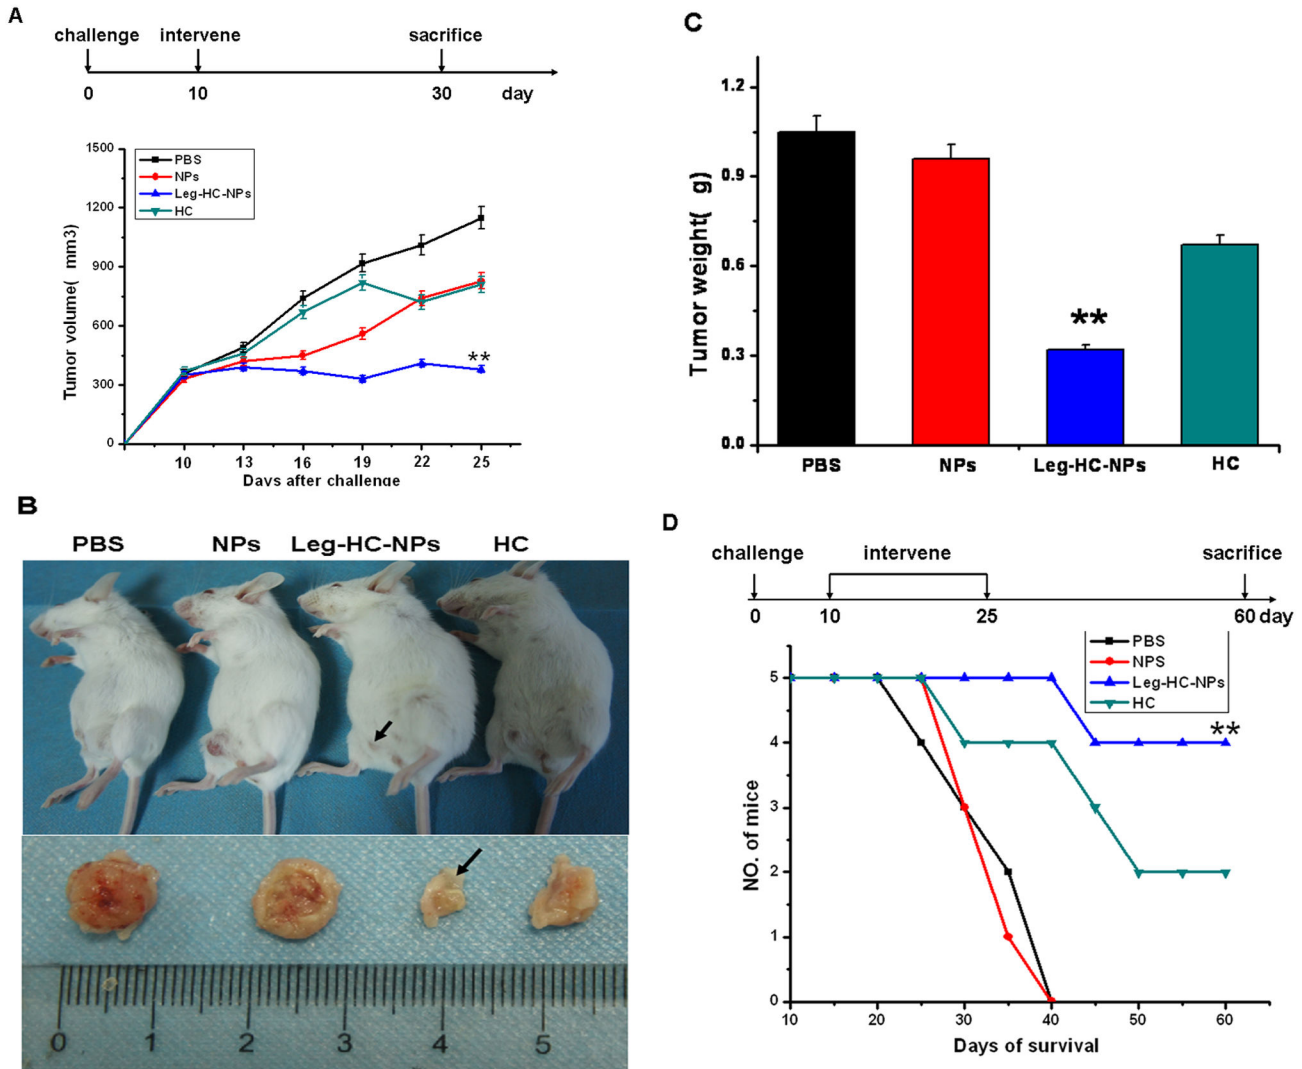 A
challenge intervene sacrifice
0 10 30 day
1500
1200
900
600
300
0
Tumor volume( mm3)
PBS
NPs
Leg-HC-NPs
HC
**
10 13 16 19 22 25
Days after challenge
B
PBS NPs Leg-HC-NPs HC
0 1 2 3 4 5
C
1.2
0.9
0.6
0.3
0.0
Tumor weight( g)
**
PBS NPs Leg-HC-NPs HC
D
challenge intervene sacrifice
0 10 25 60 day
PBS
NPS
Leg-HC-NPs
HC
**
5
4
3
2
1
0
NO. of mice
10 20 30 40 50 60
Days of survival